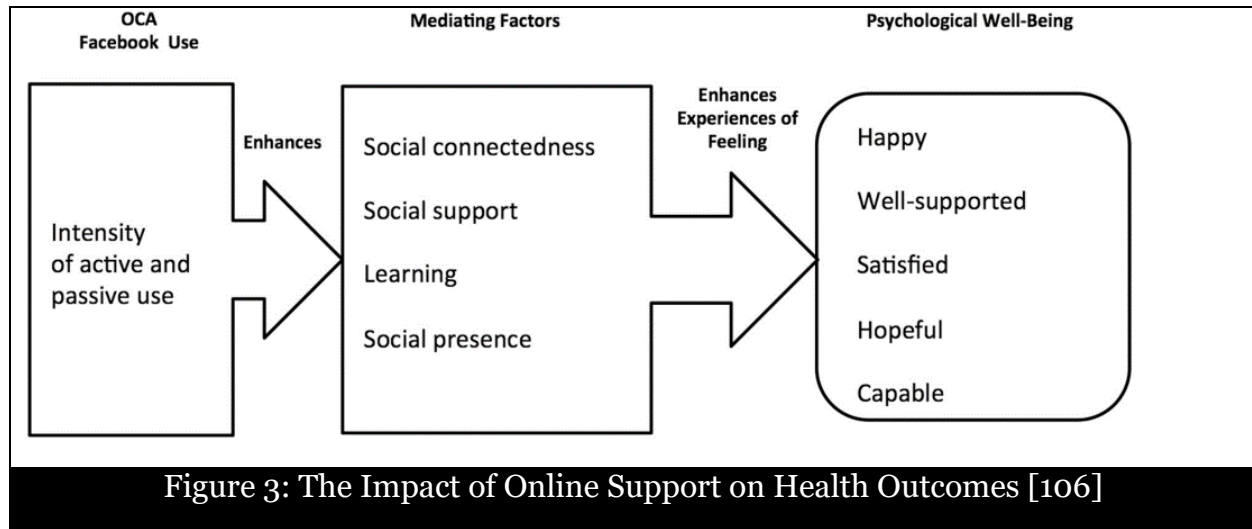 OCA
Facebook Use
Mediating Factors
Psychological Well-Being
Intensity
of active and
passive use
Enhances
Social connectedness
Social support
Learning
Social presence
Enhances
Experiences of
Feeling
Happy
Well-supported
Satisfied
Hopeful
Capable
Figure 3: The Impact of Online Support on Health Outcomes [106]